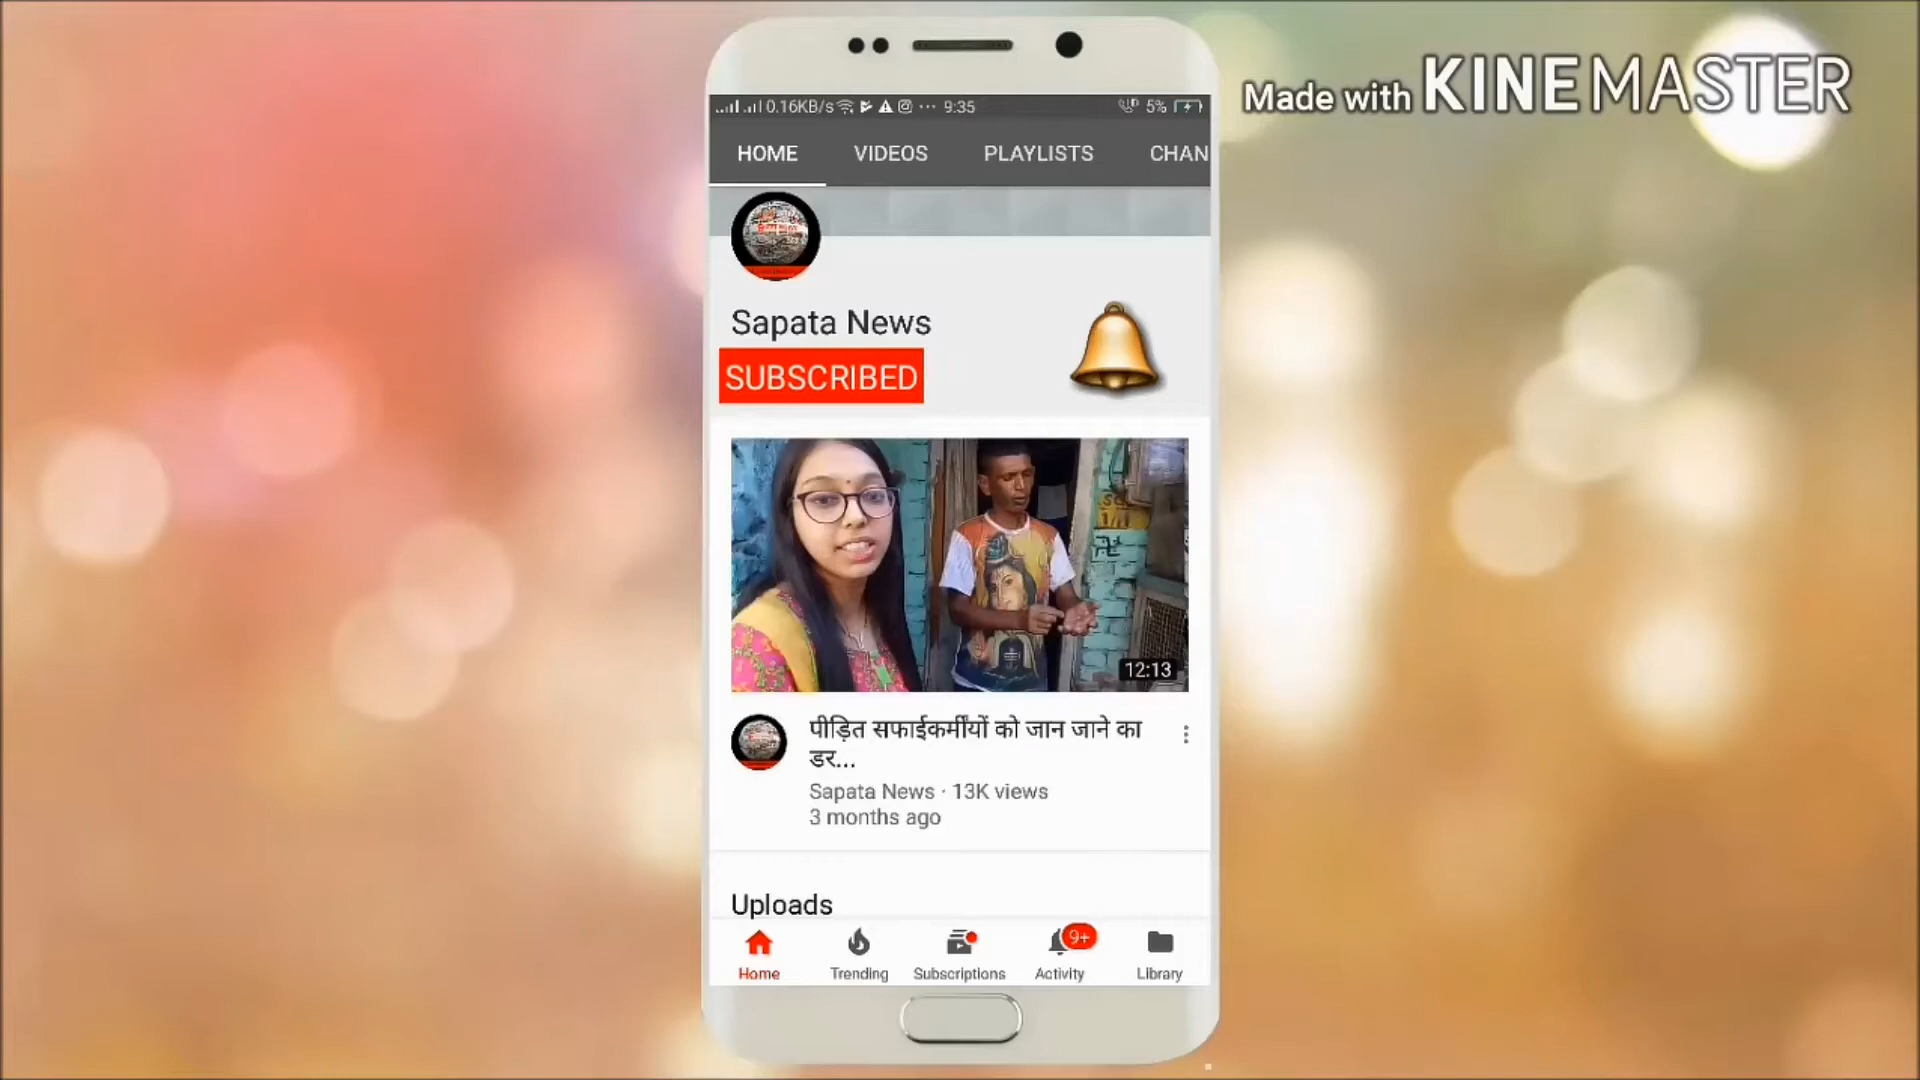 Made with KINEMASTER
0.16KB/s ... 9:35 5%
HOME VIDEOS PLAYLISTS CHAN
Sapata News
SUBSCRIBED
12:13
पीड़ित सफाईकर्मीयों को जान जाने का
डर...
Sapata News · 13K views
3 months ago
Uploads
9+
Home Trending Subscriptions Activity Library